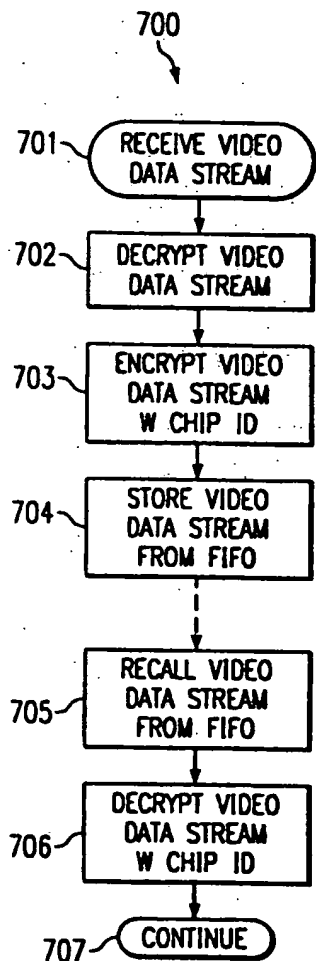 700
701
RECEIVE VIDEO
DATA STREAM
702
DECRYPT VIDEO
DATA STREAM
703
ENCRYPT VIDEO
DATA STREAM
W CHIP ID
704
STORE VIDEO
DATA STREAM
FROM FIFO
705
RECALL VIDEO
DATA STREAM
FROM FIFO
706
DECRYPT VIDEO
DATA STREAM
W CHIP ID
707
CONTINUE